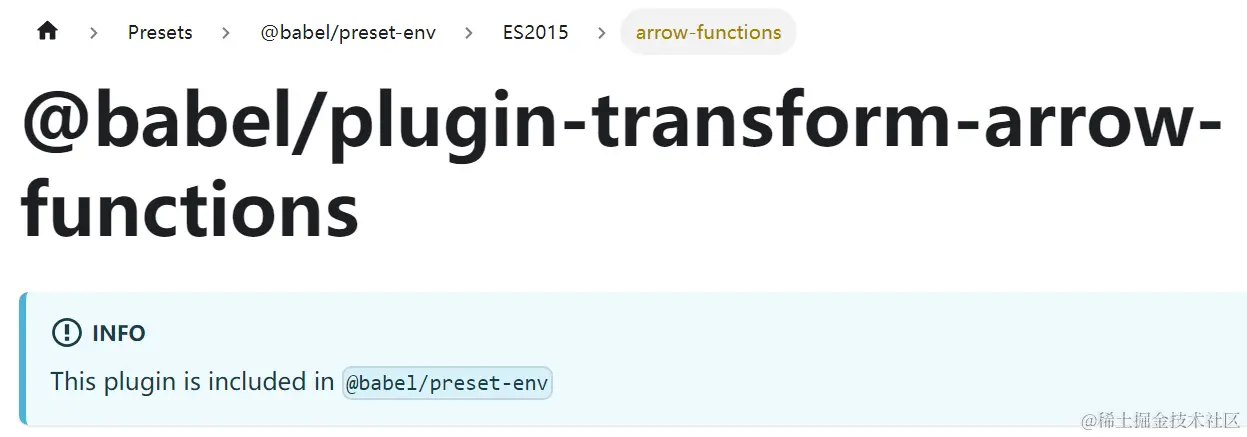 Presets @babel/preset-env ES2015 arrow-functions
@babel/plugin-transform-arrow-
functions
INFO
This plugin is included in @babel/preset-env
@稀土掘金技术社区